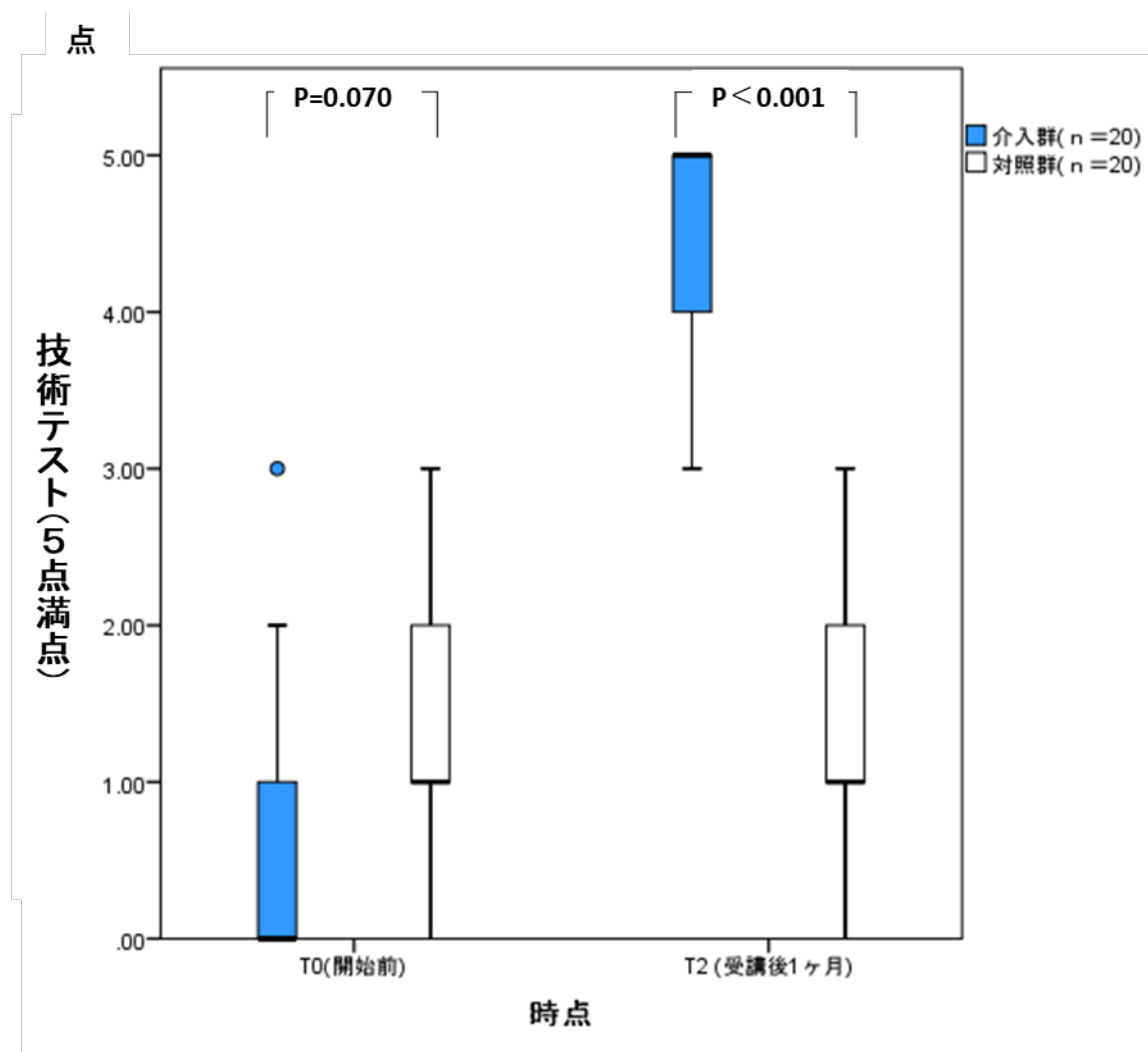 点
P=0.070
P＜0.001
介入群(ｎ＝20)
対照群(ｎ＝20)
5.00
4.00
3.00
2.00
1.00
.00
技術テスト（５点満点）
T0(開始前)
T2 (受講後1ヶ月)
時点